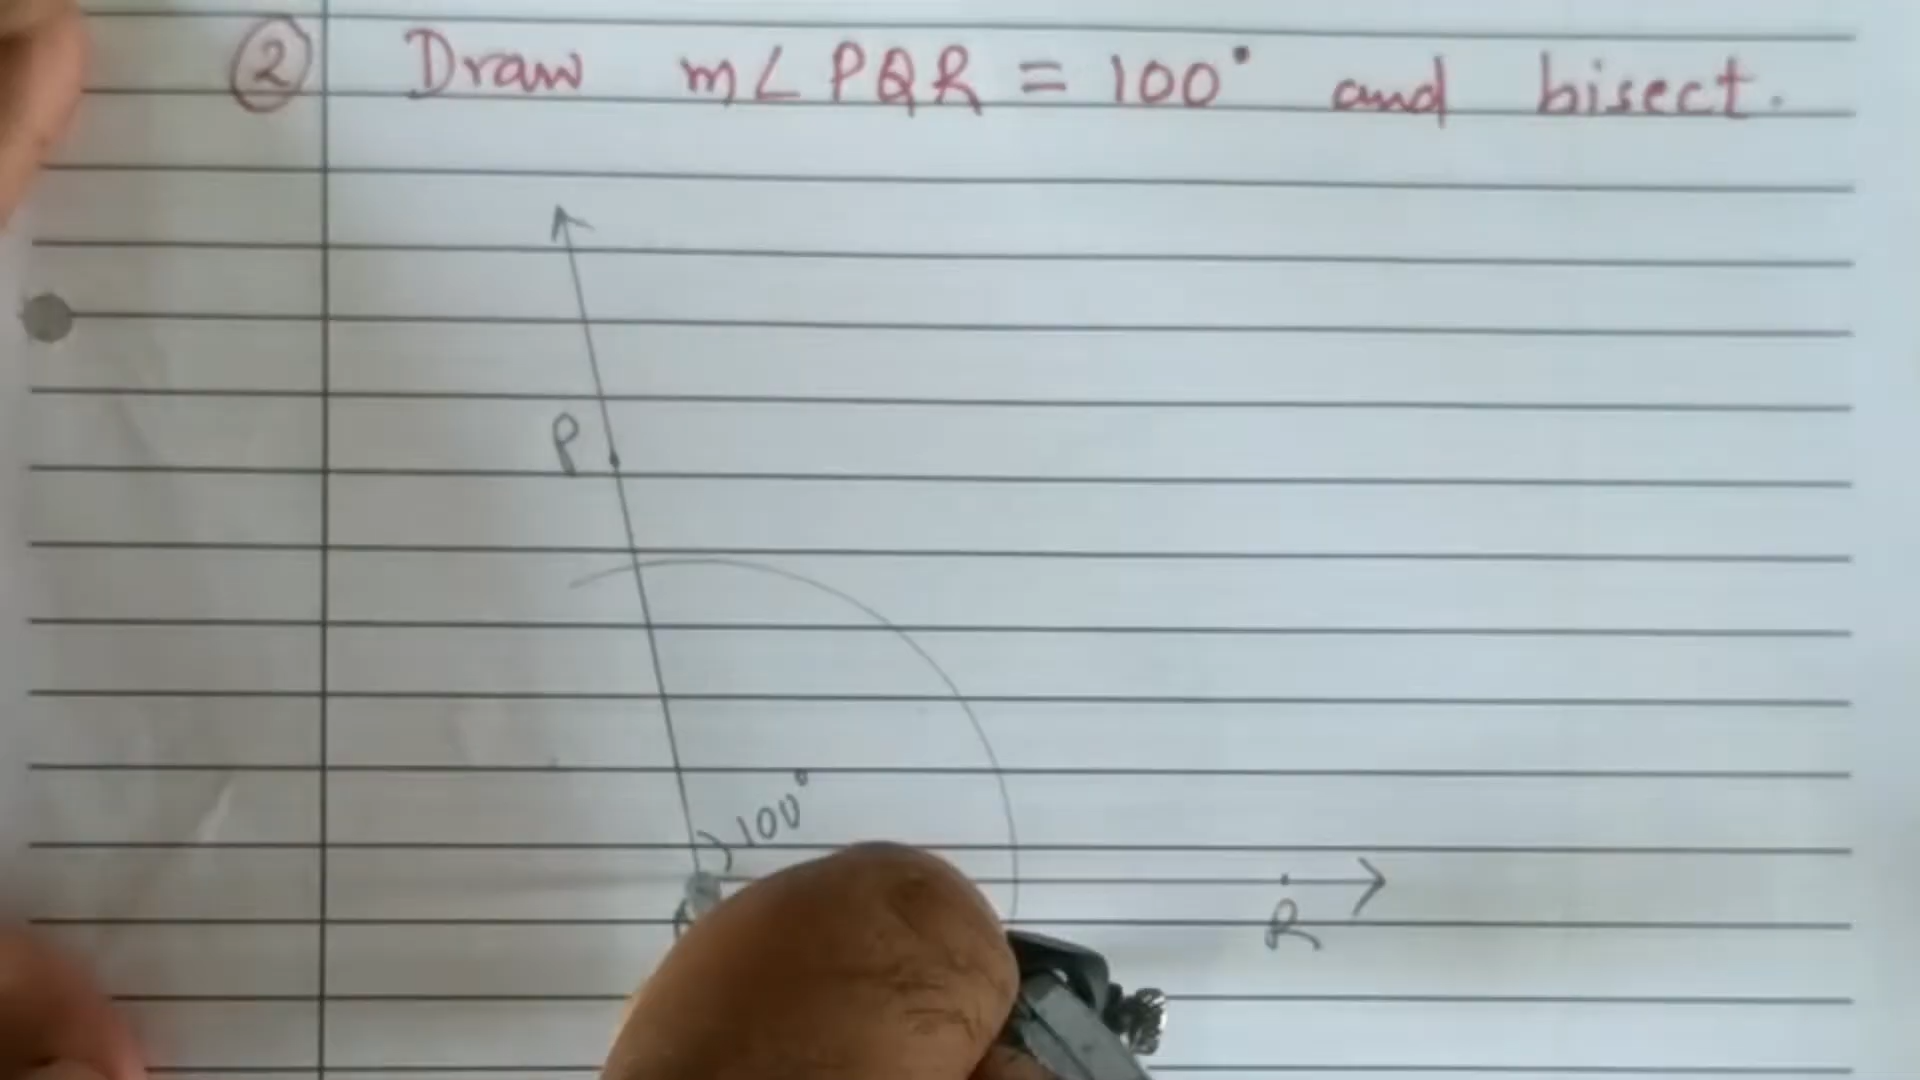 ② Draw m∠PQR = 100° and bisect.
P
100°
R